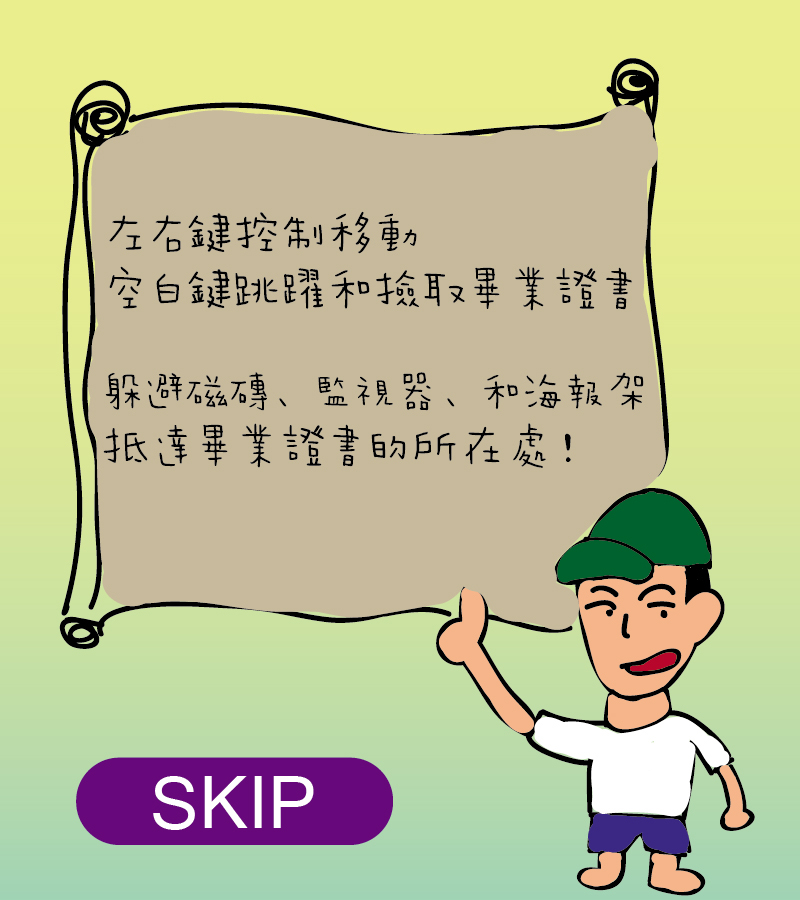 左右鍵控制移動
空白鍵跳躍和撿取畢業證書
躲避磁磚、監視器、和海報架
抵達畢業證書的所在處！
SKIP